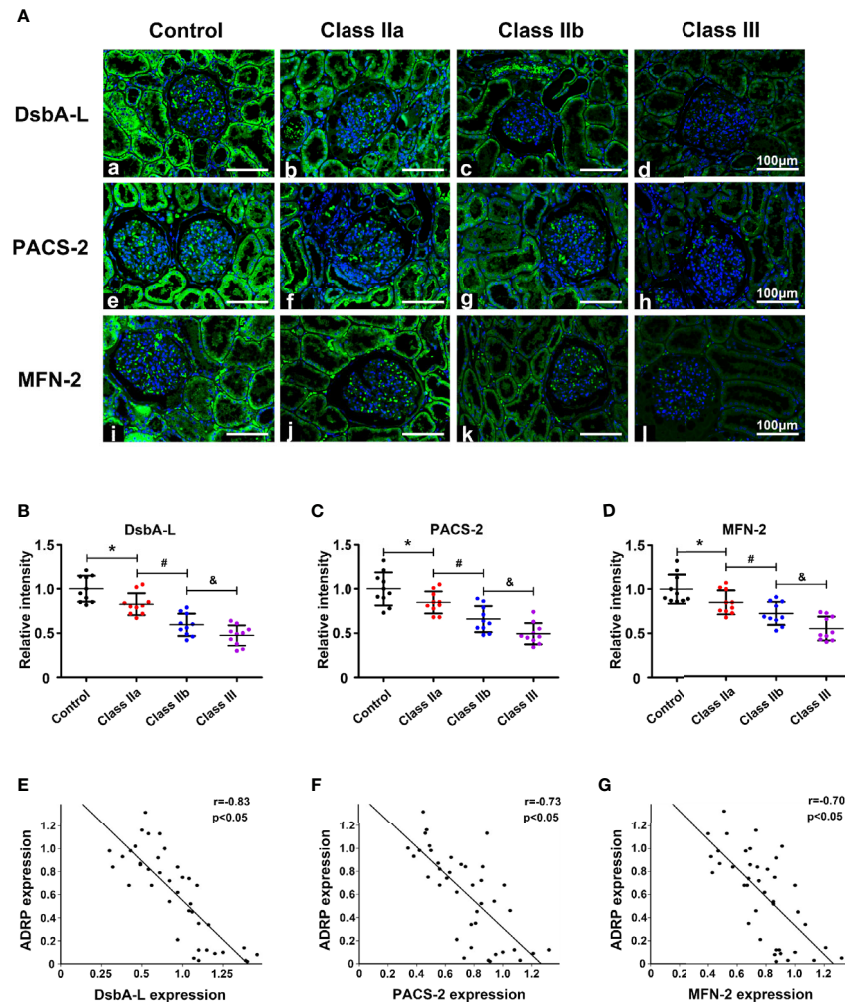 A
Control Class IIa Class IIb Class III
DsbA-L
a b c d 100μm
PACS-2
e f g h 100μm
MFN-2
i j k l 100μm
B C D
DsbA-L PACS-2 MFN-2
Relative intensity
1.5
1.0
0.5
0
* # &
Control Class IIa Class IIb Class III
Relative intensity
1.5
1.0
0.5
0
* # &
Control Class IIa Class IIb Class III
Relative intensity
1.5
1.0
0.5
0
* # &
Control Class IIa Class IIb Class III
E
r=-0.83
p<0.05
ADRP expression
1.2
1.0
0.8
0.6
0.4
0.2
0
0 0.25 0.5 1.0 1.25
DsbA-L expression
F
r=-0.73
p<0.05
ADRP expression
1.2
1.0
0.8
0.6
0.4
0.2
0
0 0.2 0.4 0.6 0.8 1.0 1.2
PACS-2 expression
G
r=-0.70
p<0.05
ADRP expression
1.2
1.0
0.8
0.6
0.4
0.2
0
0 0.2 0.4 0.6 0.8 1.0 1.2
MFN-2 expression